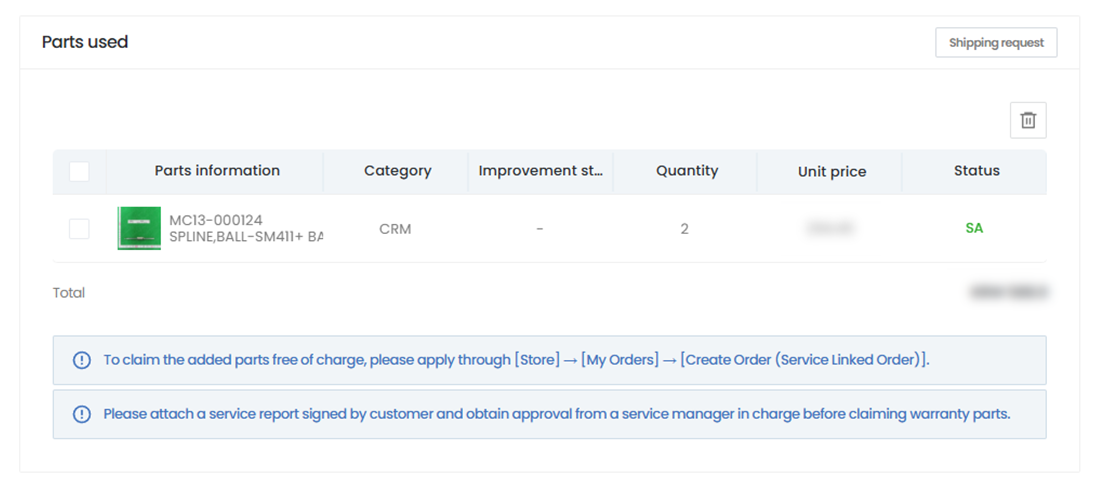 Parts used
Shipping request
Parts information Category Improvement st... Quantity Unit price Status
MC13-000124
SPLINE,BALL-SM411+ BA
CRM - 2 SA
Total
To claim the added parts free of charge, please apply through [Store] → [My Orders] → [Create Order (Service Linked Order)].
Please attach a service report signed by customer and obtain approval from a service manager in charge before claiming warranty parts.